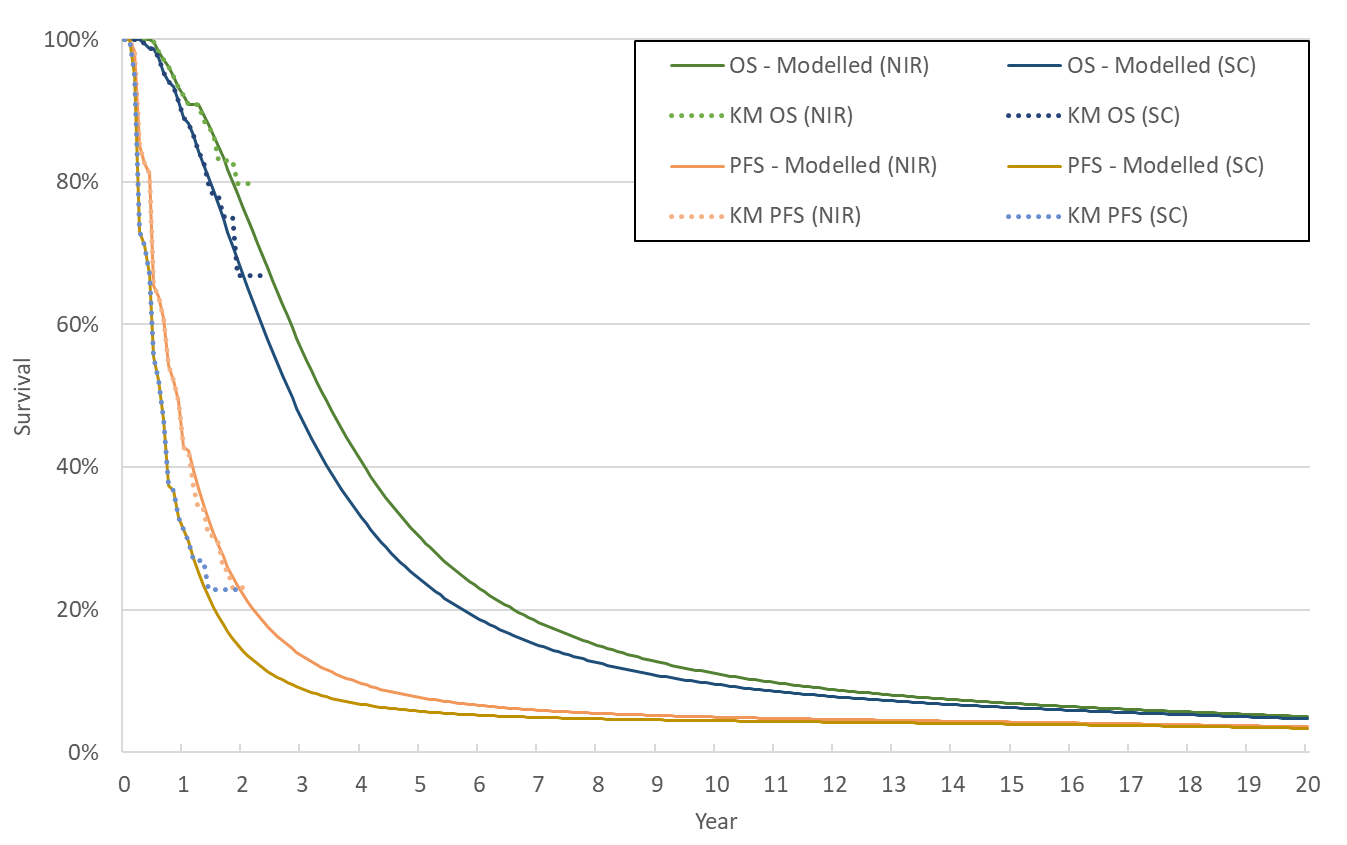 100%
80%
60%
40%
20%
0%
Survival
OS - Modelled (NIR) OS - Modelled (SC)
KM OS (NIR) KM OS (SC)
PFS - Modelled (NIR) PFS - Modelled (SC)
KM PFS (NIR) KM PFS (SC)
0 1 2 3 4 5 6 7 8 9 10 11 12 13 14 15 16 17 18 19 20
Year